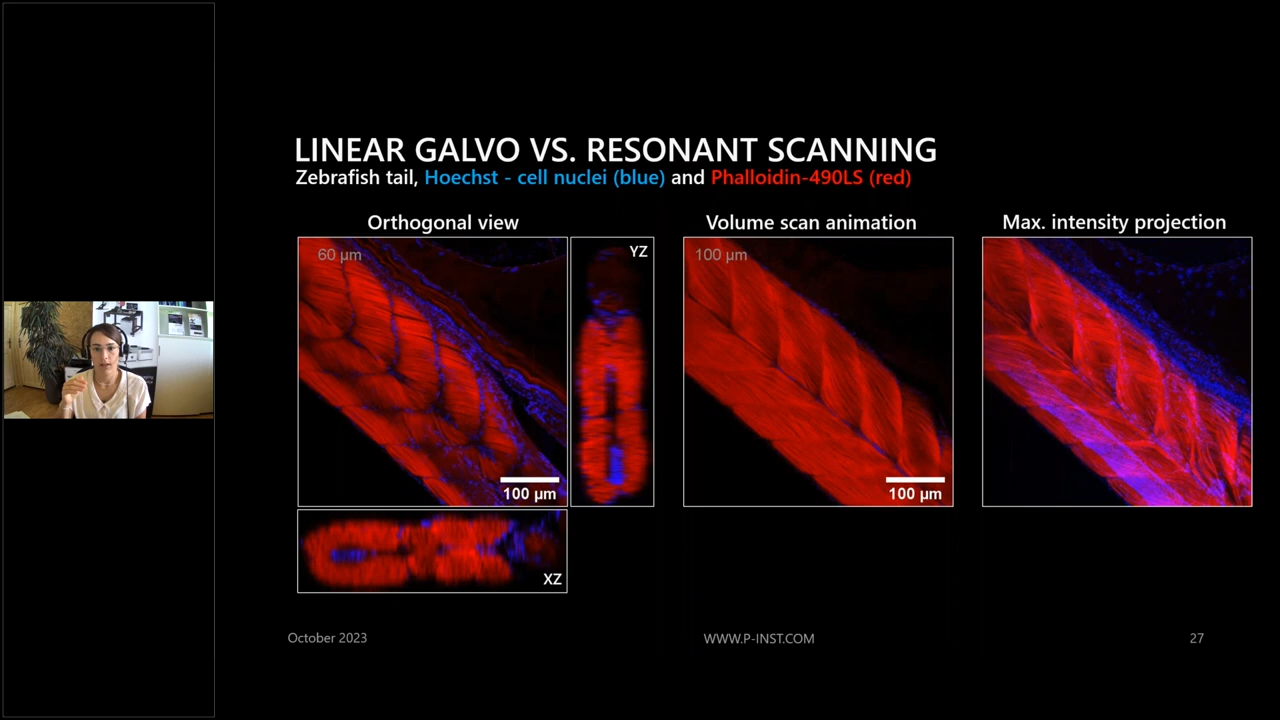 LINEAR GALVO VS. RESONANT SCANNING
Zebrafish tail, Hoechst - cell nuclei (blue) and Phalloidin-490LS (red)
Orthogonal view
60 µm
YZ
100 µm
XZ
Volume scan animation
100 µm
100 µm
Max. intensity projection
October 2023
WWW.P-INST.COM
27